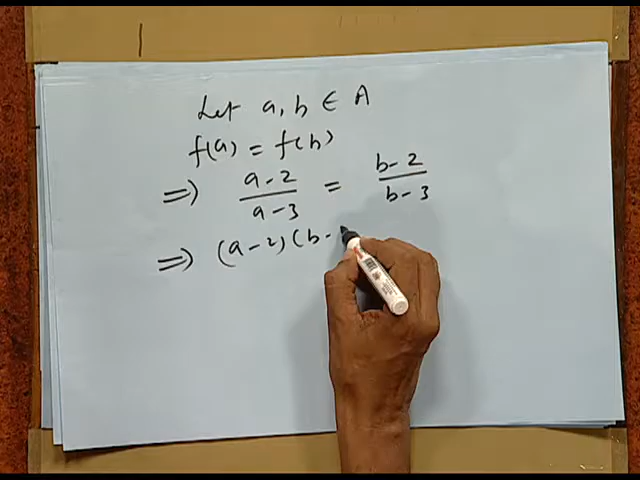 Let a, b ∈ A
f(a) = f(b)
=> a-2/a-3 = b-2/b-3
=> (a-2) (b-